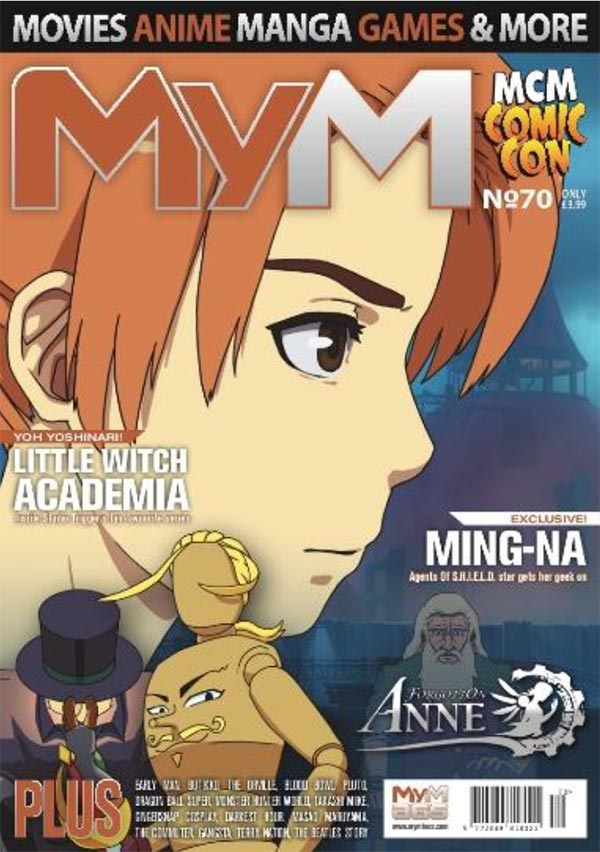 MOVIES ANIME MANGA GAMES & MORE
MyM
MCM
COMIC
CON
Nº70
ONLY
£3.99
YOH YOSHINARI!
LITTLE WITCH
ACADEMIA
EXCLUSIVE!
MING-NA
Agents Of S.H.I.E.L.D. star gets her geek on
FORGOTTON
ANNE
PLUS
EARLY MAN, BUTIKKO, THE ORVILLE, BLOOD BOWL, PLUTO,
DRAGON BALL SUPER, MONSTER HUNTER WORLD, TAKASHI MIIKE,
GINGERSNAP COSPLAY, DARKEST HOUR, MASAO MARUYAMA,
THE COMMUTER, GANGSTA, TERRY NATION, THE BEATLES STORY
MyM